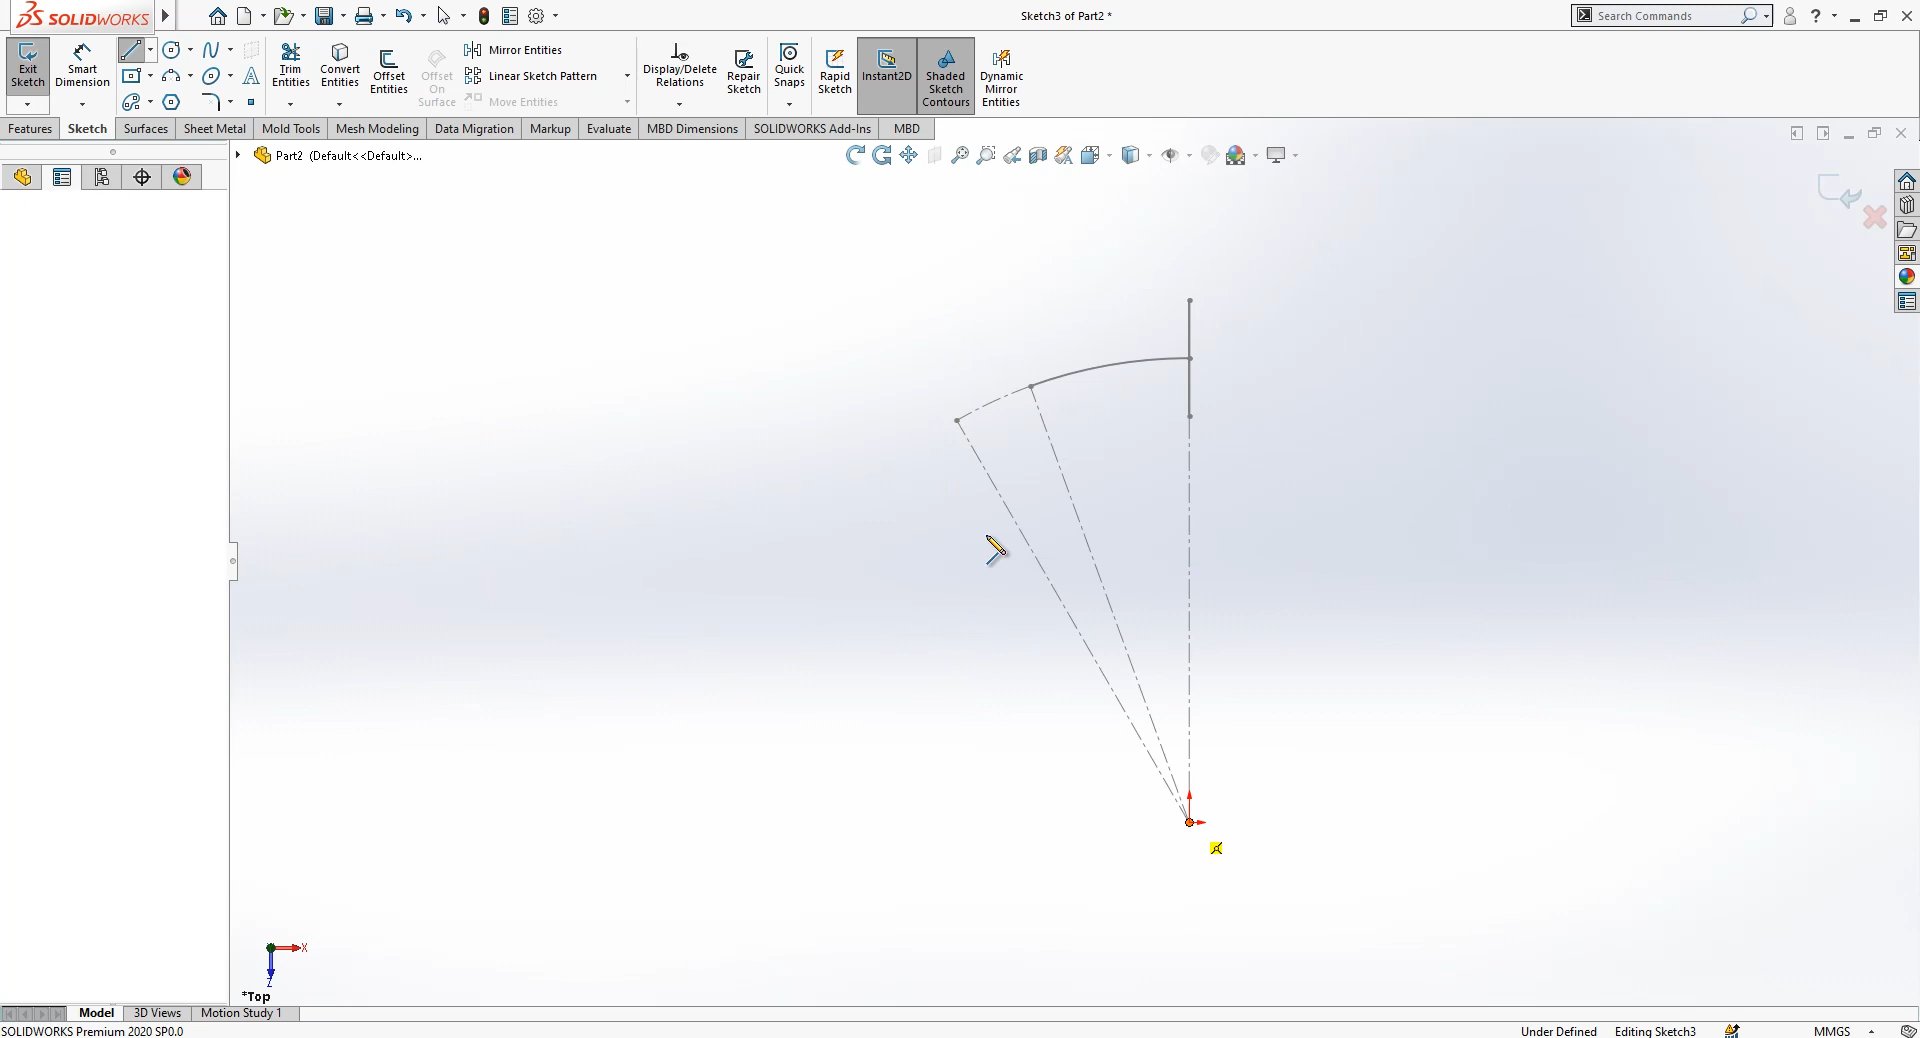 SOLIDWORKS
Sketch3 of Part2 *
Search Commands
Exit Sketch
Smart Dimension
Trim Entities
Convert Entities
Offset Entities
Offset On Surface
Mirror Entities
Linear Sketch Pattern
Move Entities
Display/Delete Relations
Repair Sketch
Quick Snaps
Rapid Sketch
Instant2D
Shaded Sketch Contours
Dynamic Mirror Entities
Features
Sketch
Surfaces
Sheet Metal
Mold Tools
Mesh Modeling
Data Migration
Markup
Evaluate
MBD Dimensions
SOLIDWORKS Add-Ins
MBD
Part2 (Default<<Default>...
X
Z
*Top
Model
3D Views
Motion Study 1
SOLIDWORKS Premium 2020 SP0.0
Under Defined
Editing Sketch3
MMGS